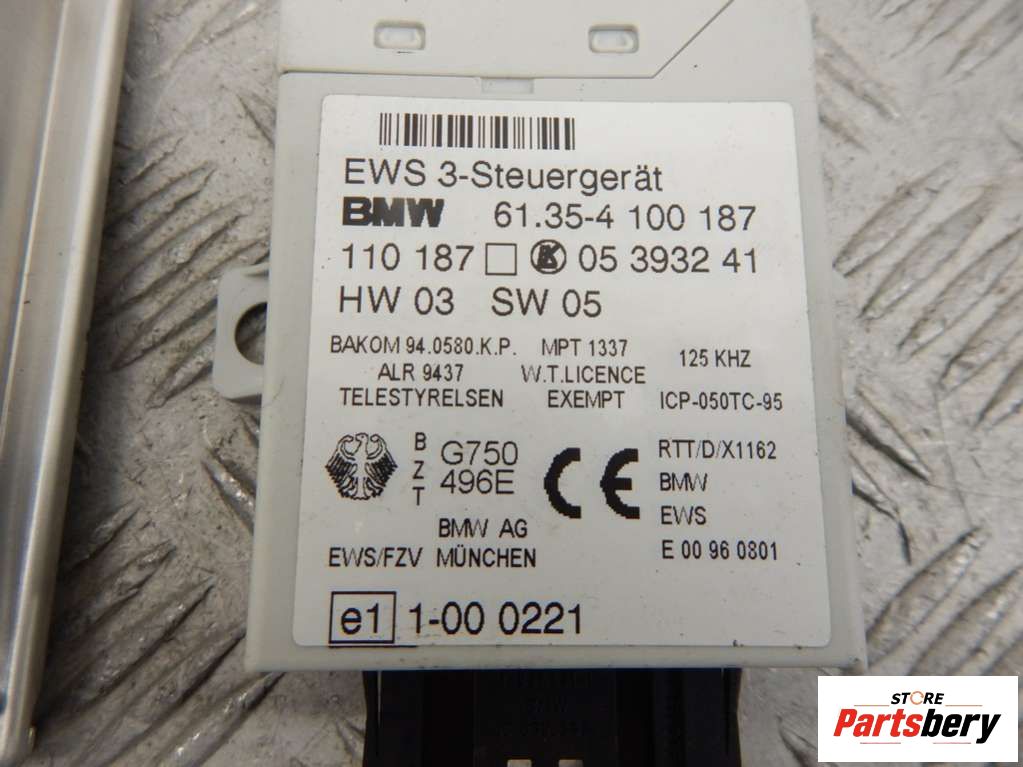 EWS 3-Steuergerät
BMW 61.35-4 100 187
110 187 05 3932 41
HW 03 SW 05
BAKOM 94.0580.K.P. MPT 1337 125 KHZ
ALR 9437 W.T.LICENCE
TELESTYRELSEN EXEMPT ICP-050TC-95
BZT G750 496E CE RTT/D/X1162
BMW
EWS
BMW AG
EWS/FZV MÜNCHEN E 00 96 0801
e1 1-00 0221
STORE
Partsbery